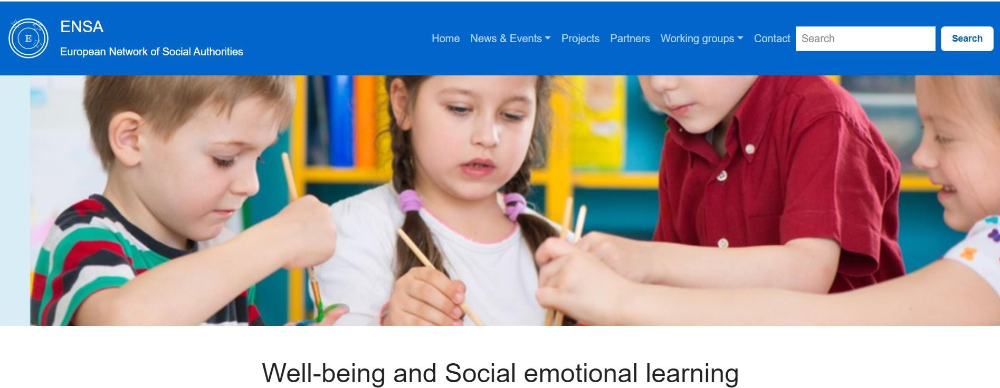 E
ENSA
European Network of Social Authorities
Home News & Events Projects Partners Working groups Contact Search Search
Well-being and Social emotional learning